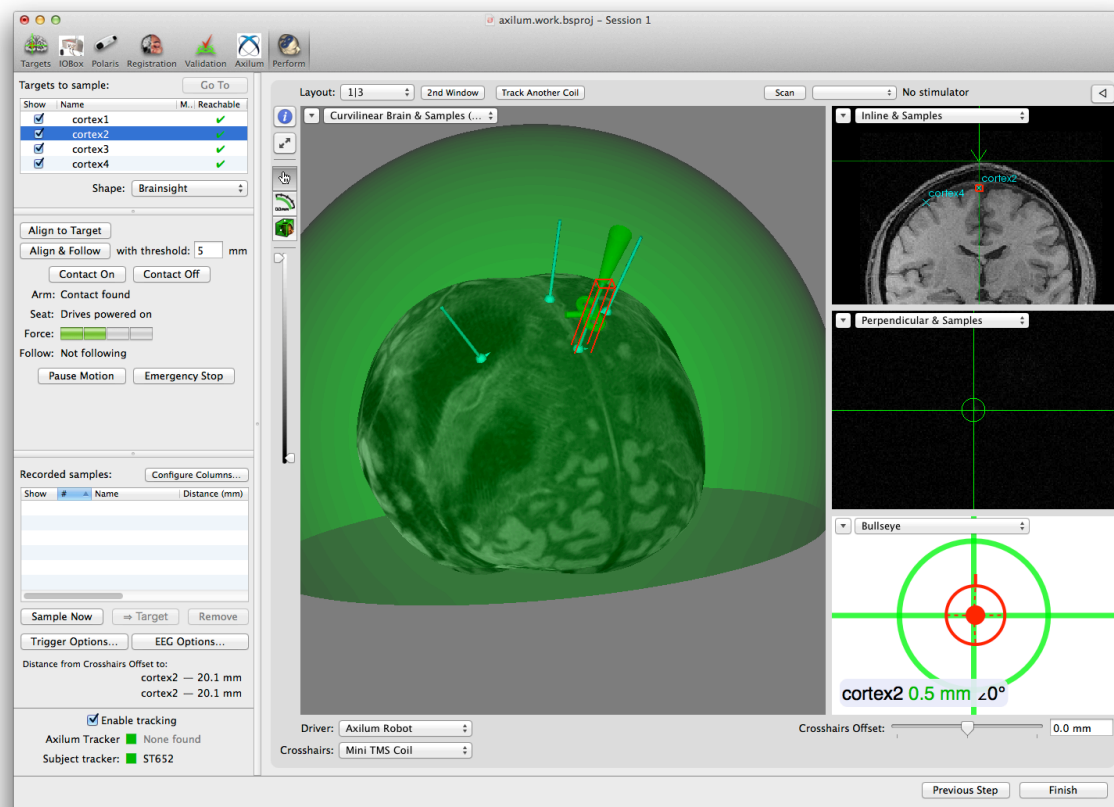 axilum.work.bsproj – Session 1
Targets IOBox Polaris Registration Validation Axilum Perform
Targets to sample: Go To
Show Name M.. Reachable
cortex1
cortex2
cortex3
cortex4
Shape: Brainsight
Align to Target
Align & Follow with threshold: 5 mm
Contact On Contact Off
Arm: Contact found
Seat: Drives powered on
Force:
Follow: Not following
Pause Motion Emergency Stop
Recorded samples: Configure Columns...
Show # Name Distance (mm)
Sample Now ⇒ Target Remove
Trigger Options... EEG Options...
Distance from Crosshairs Offset to:
cortex2 — 20.1 mm
cortex2 — 20.1 mm
Enable tracking
Axilum Tracker None found
Subject tracker: ST652
Layout: 1|3 2nd Window Track Another Coil Scan No stimulator
Curvilinear Brain & Samples (...
Inline & Samples
cortex2
cortex4
Perpendicular & Samples
Bullseye
cortex2 0.5 mm ∠0°
Driver: Axilum Robot
Crosshairs: Mini TMS Coil
Crosshairs Offset: 0.0 mm
Previous Step Finish